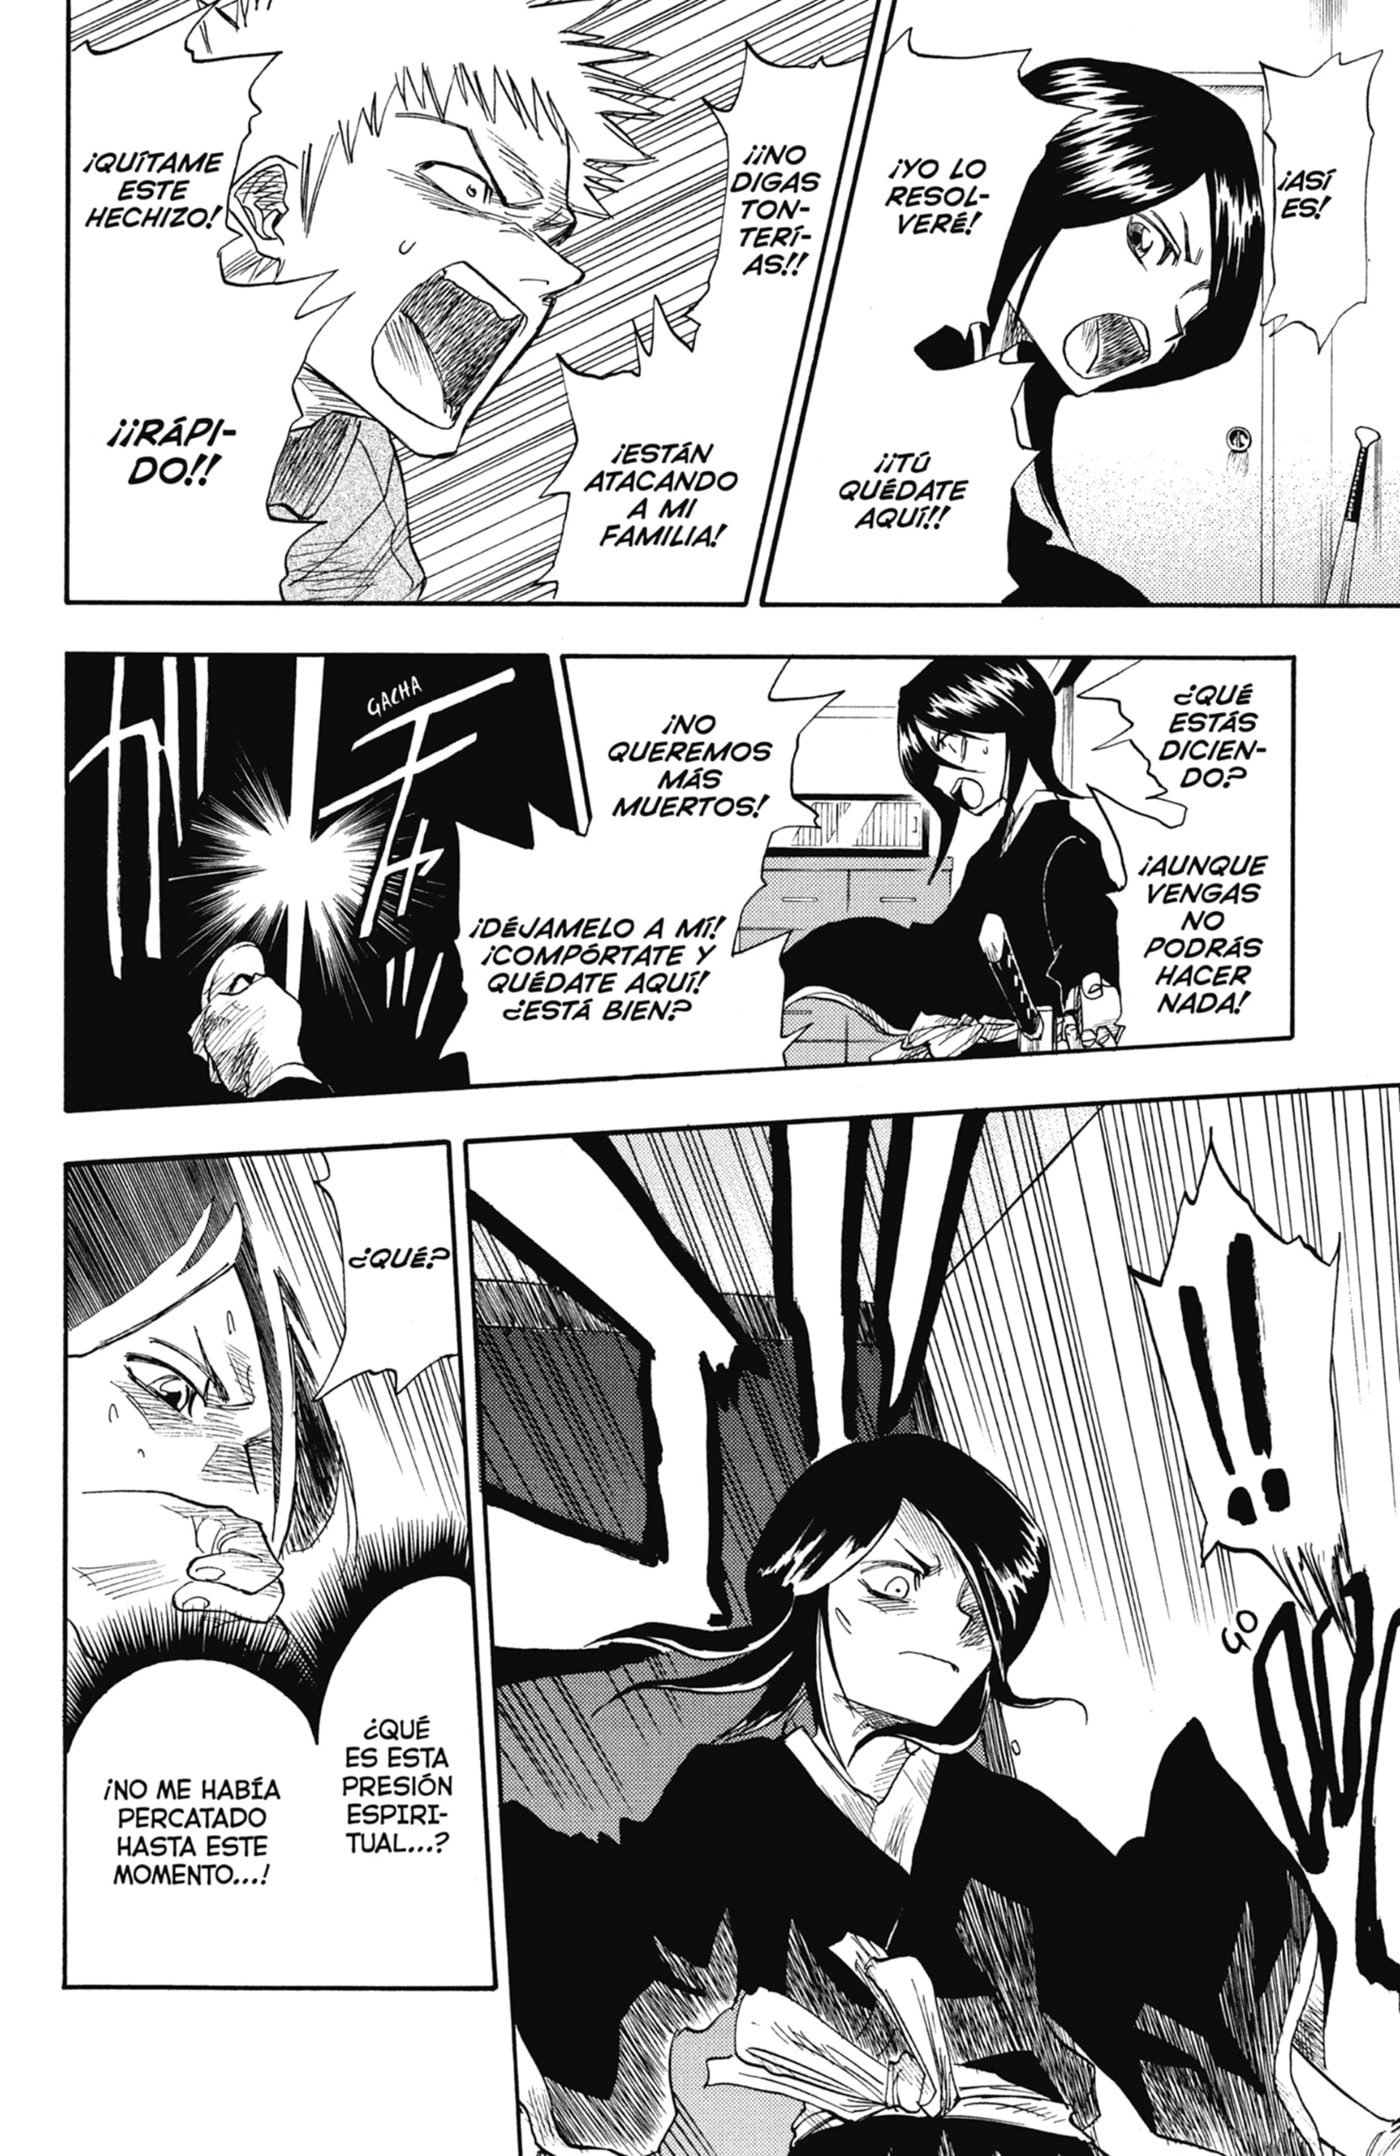 ¡ASÍ
ES!
¡YO LO
RESOL-
VERÉ!
¡¡TÚ
QUÉDATE
AQUÍ!!
¡¡NO
DIGAS
TON-
TERÍ-
AS!!
¡ESTÁN
ATACANDO
A MI
FAMILIA!
¡QUÍTAME
ESTE
HECHIZO!
¡¡RÁPI-
DO!!
¿QUÉ
ESTÁS
DICIEN-
DO?
¡AUNQUE
VENGAS
NO
PODRÁS
HACER
NADA!
¡NO
QUEREMOS
MÁS
MUERTOS!
¡DÉJAMELO A MÍ!
¡COMPÓRTATE Y
QUÉDATE AQUÍ!
¿ESTÁ BIEN?
GACHA
ガチャ
!!
GO
¿QUÉ?
¿QUÉ
ES ESTA
PRESIÓN
ESPIRI-
TUAL...?
¡NO ME HABÍA
PERCATADO
HASTA ESTE
MOMENTO...!